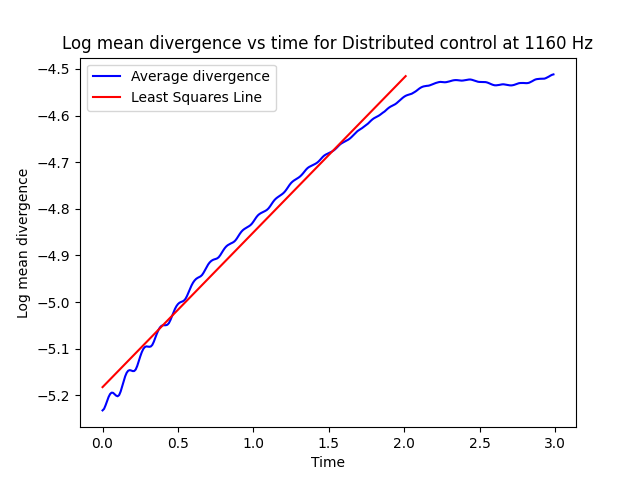 Log mean divergence vs time for Distributed control at 1160 Hz
Average divergence
Least Squares Line
Log mean divergence
−4.5
−4.6
−4.7
−4.8
−4.9
−5.0
−5.1
−5.2
0.0 0.5 1.0 1.5 2.0 2.5 3.0
Time